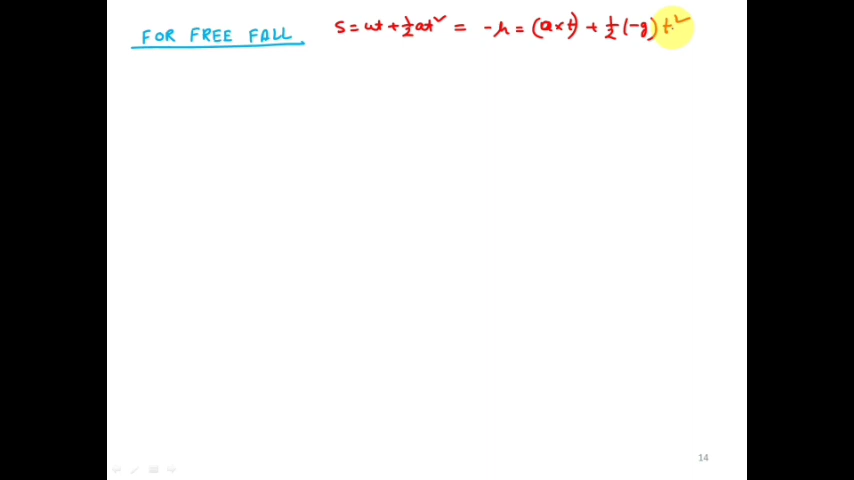 FOR FREE FALL S = ut + ½at² = -h = (0×t) + ½(-g)t²
14